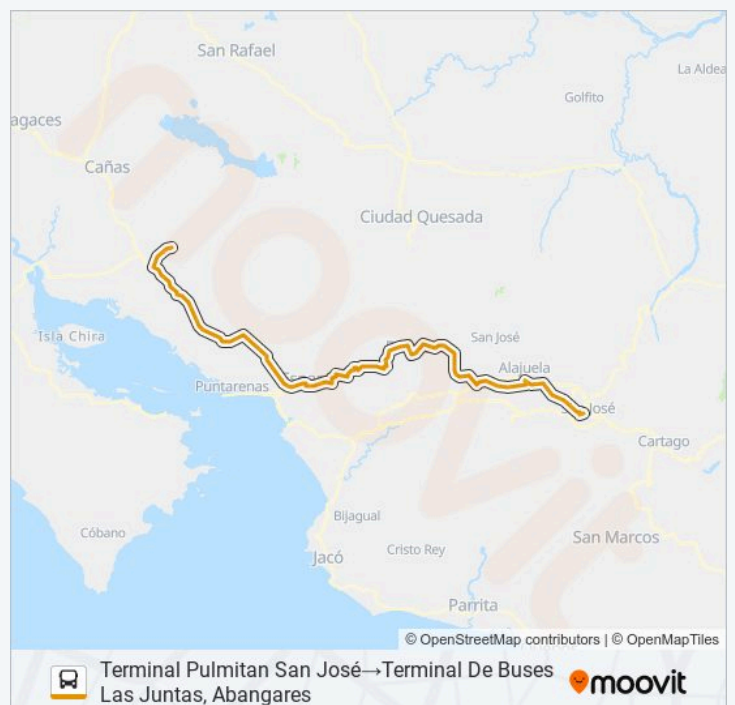 San Rafael
La Aldea
Golfito
agaces
Cañas
Ciudad Quesada
Isla Chira
San José
Alajuela
Puntarenas
José
Cartago
Bijagual
Cóbano
San Marcos
Cristo Rey
Jacó
Parrita
moovit
© OpenStreetMap contributors | © OpenMapTiles
Terminal Pulmitan San José→Terminal De Buses
Las Juntas, Abangares
moovit